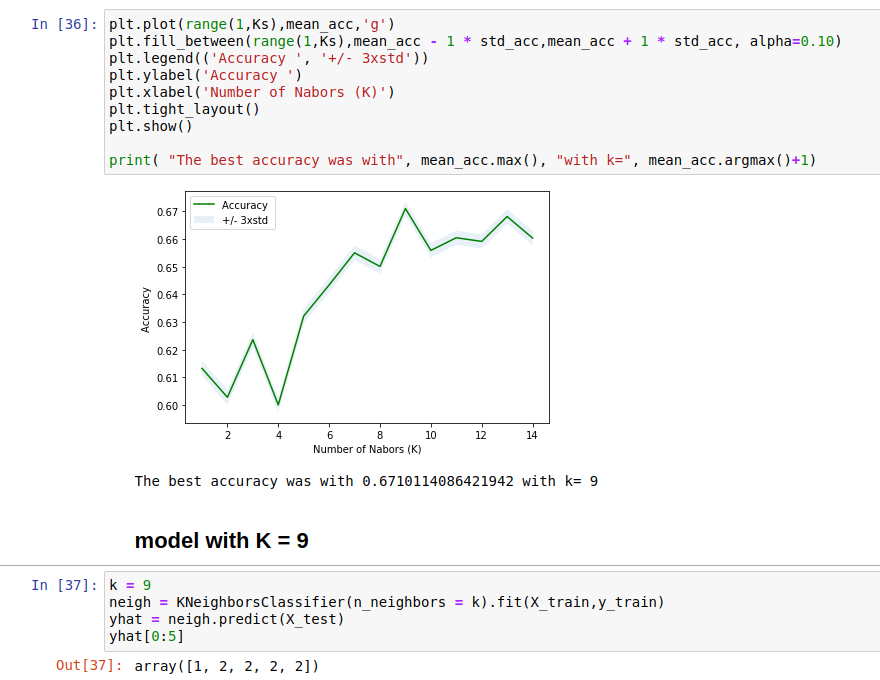 In [36]: plt.plot(range(1,Ks),mean_acc,'g')
plt.fill_between(range(1,Ks),mean_acc - 1 * std_acc,mean_acc + 1 * std_acc, alpha=0.10)
plt.legend(('Accuracy ', '+/- 3xstd'))
plt.ylabel('Accuracy ')
plt.xlabel('Number of Nabors (K)')
plt.tight_layout()
plt.show()
print( "The best accuracy was with", mean_acc.max(), "with k=", mean_acc.argmax()+1)
Accuracy
+/- 3xstd
0.67
0.66
0.65
0.64
0.63
0.62
0.61
0.60
Accuracy
2 4 6 8 10 12 14
Number of Nabors (K)
The best accuracy was with 0.6710114086421942 with k= 9
model with K = 9
In [37]: k = 9
neigh = KNeighborsClassifier(n_neighbors = k).fit(X_train,y_train)
yhat = neigh.predict(X_test)
yhat[0:5]
Out[37]: array([1, 2, 2, 2, 2])